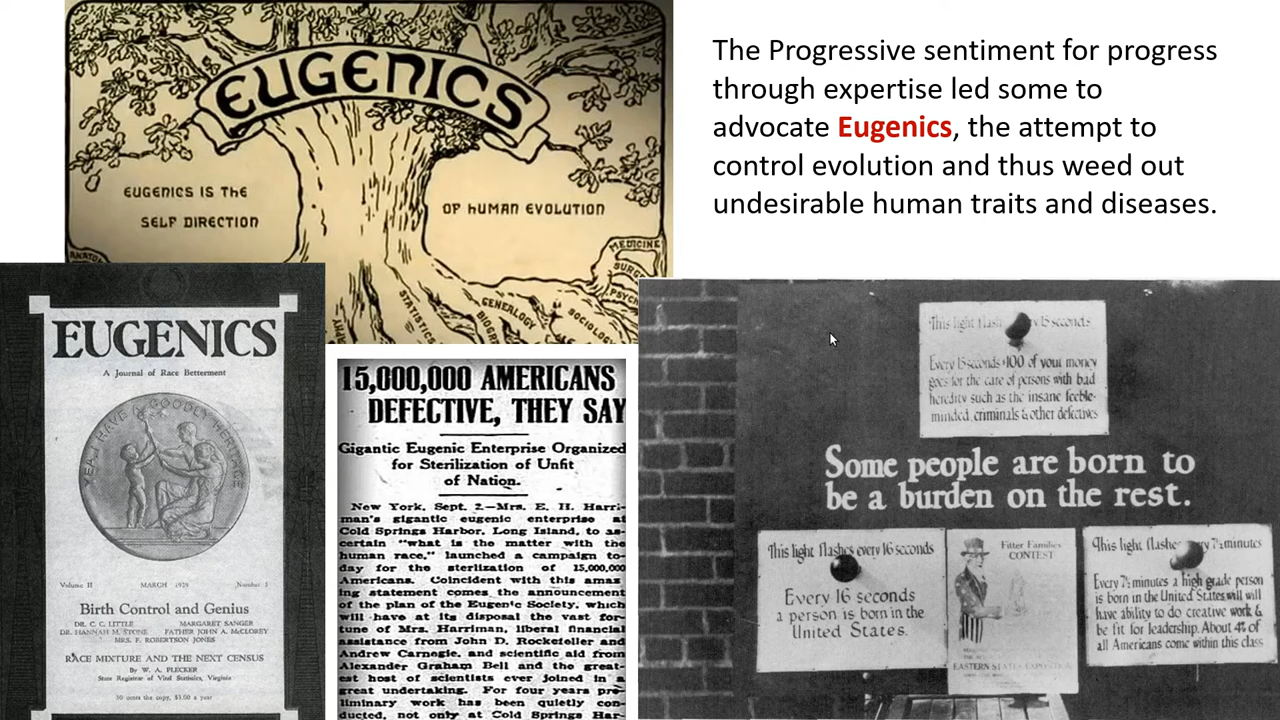 The Progressive sentiment for progress
through expertise led some to
advocate Eugenics, the attempt to
control evolution and thus weed out
undesirable human traits and diseases.
EUGENICS
EUGENICS IS THE
SELF DIRECTION
OF HUMAN EVOLUTION
MEDICINE
STATISTICS
GENEALOGY
SOCIOLOGY
EUGENICS
A Journal of Race Betterment
YEA, I HAVE A GOODLY HERITAGE
Volume II MARCH 1928 Number 3
Birth Control and Genius
DR. C. C. LITTLE MARGARET SANGER
DR. HANNAH M. STONE FATHER JOHN A. McCLOREY
MRS. F. ROBERTSON JONES
RACE MIXTURE AND THE NEXT CENSUS
By W. A. PLECKER
State Registrar of Vital Statistics, Virginia
50 cents the copy, $3.00 a year
15,000,000 AMERICANS
DEFECTIVE, THEY SAY
Gigantic Eugenic Enterprise Organized
for Sterilization of Unfit
of Nation.
New York, Sept. 2.—Mrs. E. H. Harri-
man's gigantic eugenic enterprise at
Cold Springs Harbor, Long Island, to as-
certain "what is the matter with the
human race," launched a campaign to-
day for the sterlization of 15,000,000
Americans. Coincident with this amaz
ing statement comes the announcement
of the plan of the Eugenic Society, which
will have at its disposal the vast for-
tune of Mrs. Harriman, liberal financial
assistance from John D. Rockefeller and
Andrew Carnegie, and scientific aid from
Alexander Graham Bell and the great-
est host of scientists ever joined in a
great undertaking. For four years pre-
liminary work has been quietly con-
ducted, not only at Cold Springs Har-
This light flashes 15 seconds
Every 15 seconds $100 of your money
goes for the care of persons with bad
heredity such as the insane feeble-
minded, criminals & other defectives
Some people are born to
be a burden on the rest.
This light flashes every 16 seconds
Every 16 seconds
a person is born in the
United States.
Fitter Families
CONTEST
EASTERN STATES EXPOSITION
This light flashes 7½ minutes
Every 7½ minutes a high grade person
is born in the United States will will
have ability to do creative work &
be fit for leadership. About 4% of
all Americans come within this class